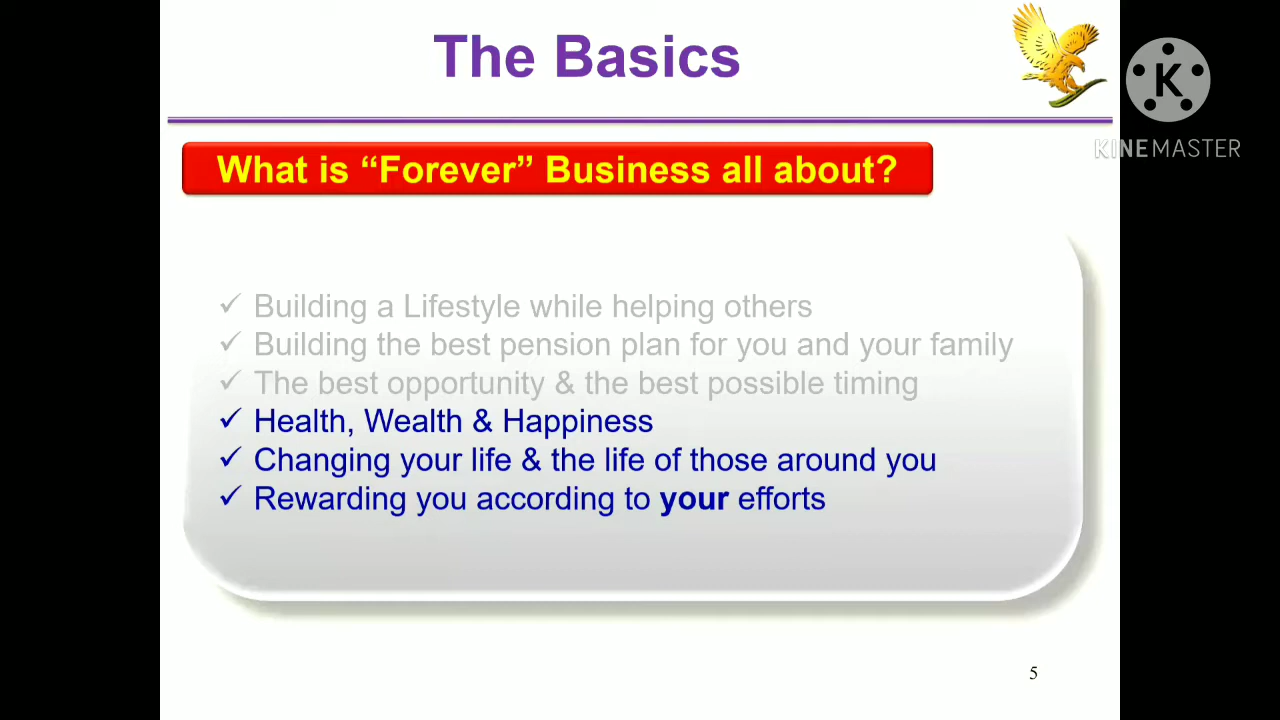 The Basics
K
KINEMASTER
What is “Forever” Business all about?
✓ Building a Lifestyle while helping others
✓ Building the best pension plan for you and your family
✓ The best opportunity & the best possible timing
✓ Health, Wealth & Happiness
✓ Changing your life & the life of those around you
✓ Rewarding you according to your efforts
5